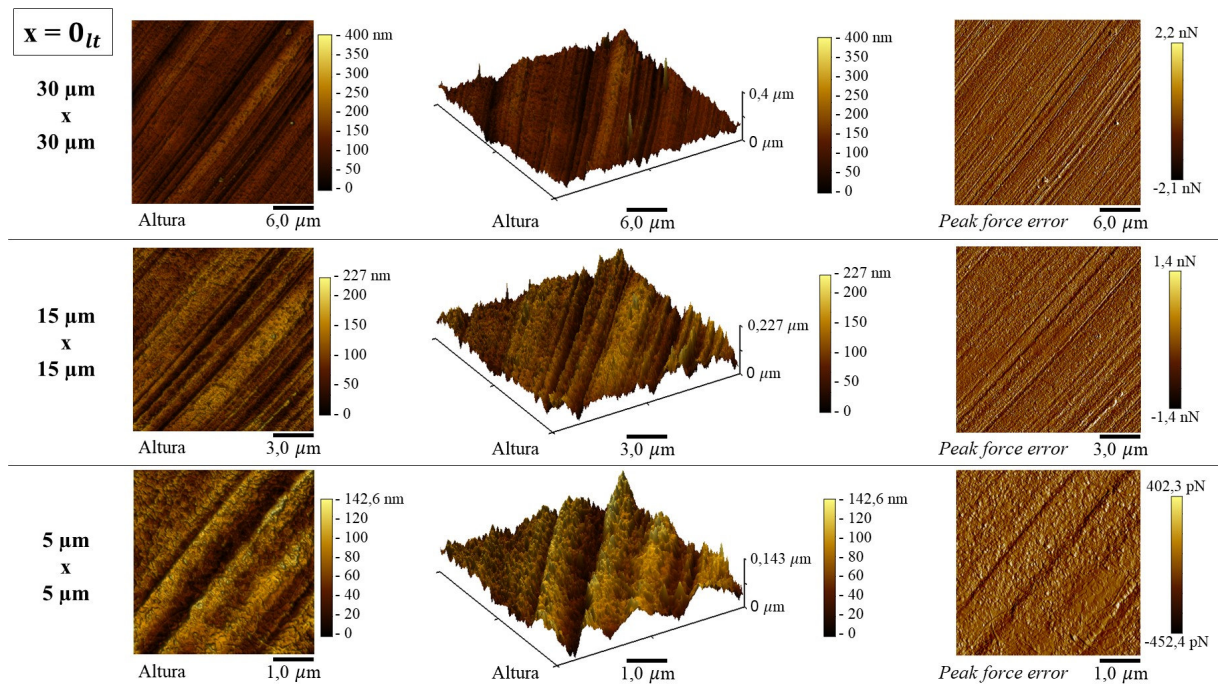 x = 0lt
30 µm
x
30 µm
- 400 nm
- 350
- 300
- 250
- 200
- 150
- 100
- 50
- 0
Altura
6,0 µm
0,4 µm
0 µm
- 400 nm
- 350
- 300
- 250
- 200
- 150
- 100
- 50
- 0
Altura
6,0 µm
2,2 nN
-2,1 nN
Peak force error
6,0 µm
15 µm
x
15 µm
- 227 nm
- 200
- 150
- 100
- 50
- 0
Altura
3,0 µm
0,227 µm
0 µm
- 227 nm
- 200
- 150
- 100
- 50
- 0
Altura
3,0 µm
1,4 nN
-1,4 nN
Peak force error
3,0 µm
5 µm
x
5 µm
- 142,6 nm
- 120
- 100
- 80
- 60
- 40
- 20
- 0
Altura
1,0 µm
0,143 µm
0 µm
- 142,6 nm
- 120
- 100
- 80
- 60
- 40
- 20
- 0
Altura
1,0 µm
402,3 pN
-452,4 pN
Peak force error
1,0 µm